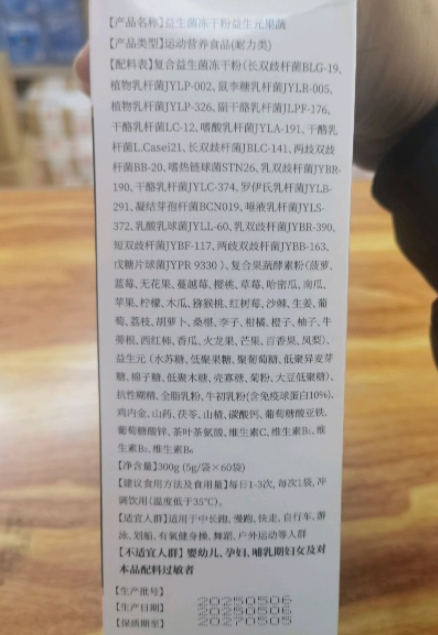 【产品名称】益生菌冻干粉益生元果蔬
【产品类型】运动营养食品(耐力类)
【配料表】复合益生菌冻干粉（长双歧杆菌BLG-19、
植物乳杆菌JYLP-002、鼠李糖乳杆菌JYLR-005、
植物乳杆菌JYLP-326、副干酪乳杆菌JLPF-176、
干酪乳杆菌LC-12、嗜酸乳杆菌JYLA-191、干酪乳
杆菌L.Casei21、长双歧杆菌JBLC-141、两歧双歧
杆菌BB-20、嗜热链球菌STN26、乳双歧杆菌JYBR-
190、干酪乳杆菌JYLC-374、罗伊氏乳杆菌JYLB-
291、凝结芽孢杆菌BCN019、唾液乳杆菌JYLS-
372、乳酸乳球菌JYLL-60、乳双歧杆菌JYBR-390、
短双歧杆菌JYBF-117、两歧双歧杆菌JYBB-163、
戊糖片球菌JYPR 9330）、复合果蔬酵素粉（菠萝、
蓝莓、无花果、蔓越莓、樱桃、草莓、哈密瓜、南瓜、
苹果、柠檬、木瓜、猕猴桃、红树莓、沙棘、生姜、葡
萄、荔枝、胡萝卜、桑椹、李子、柑橘、橙子、柚子、牛
蒡根、西红柿、香瓜、火龙果、芒果、百香果、凤梨）、
益生元（水苏糖、低聚果糖、聚葡萄糖、低聚异麦芽
糖、棉子糖、低聚木糖、壳寡糖、菊粉、大豆低聚糖）、
抗性糊精、全脂乳粉、牛初乳粉(含免疫球蛋白10%)、
鸡内金、山药、茯苓、山楂、碳酸钙、葡萄糖酸亚铁、
葡萄糖酸锌、茶叶茶氨酸、维生素C、维生素B₁、维
生素B₂、维生素B₆
【净含量】300g (5g/袋×60袋)
【建议食用方法及食用量】每日1-3次, 每次1袋, 冲
调饮用(温度低于35℃)。
【适宜人群】适用于中长跑、慢跑、快走、自行车、游
泳、划船、有氧健身操、舞蹈、户外运动等人群
【不适宜人群】婴幼儿、孕妇、哺乳期妇女及对
本品配料过敏者
【生产批号】 20250506
【生产日期】 20250506
【保质期至】 20270505